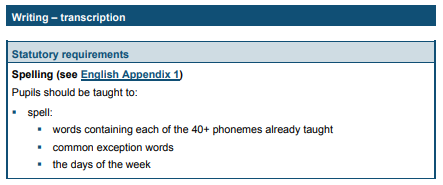 Writing – transcription
Statutory requirements
Spelling (see English Appendix 1)
Pupils should be taught to:
▪ spell:
▪ words containing each of the 40+ phonemes already taught
▪ common exception words
▪ the days of the week